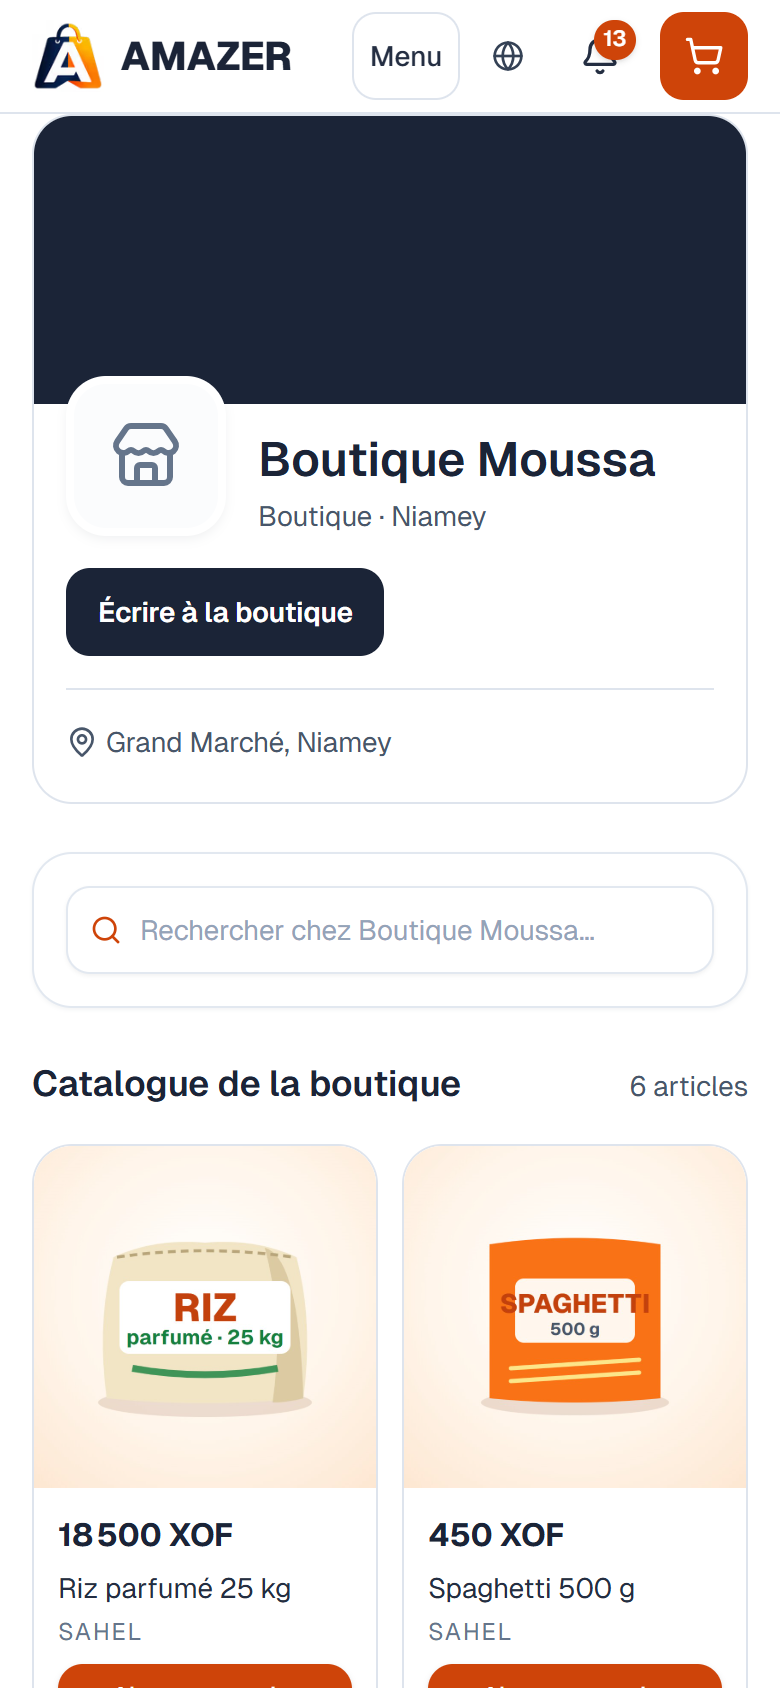 AMAZER
Menu
13
Boutique Moussa
Boutique · Niamey
Écrire à la boutique
Grand Marché, Niamey
Rechercher chez Boutique Moussa...
Catalogue de la boutique
6 articles
RIZ
parfumé · 25 kg
SPAGHETTI
500 g
18 500 XOF
Riz parfumé 25 kg
SAHEL
450 XOF
Spaghetti 500 g
SAHEL